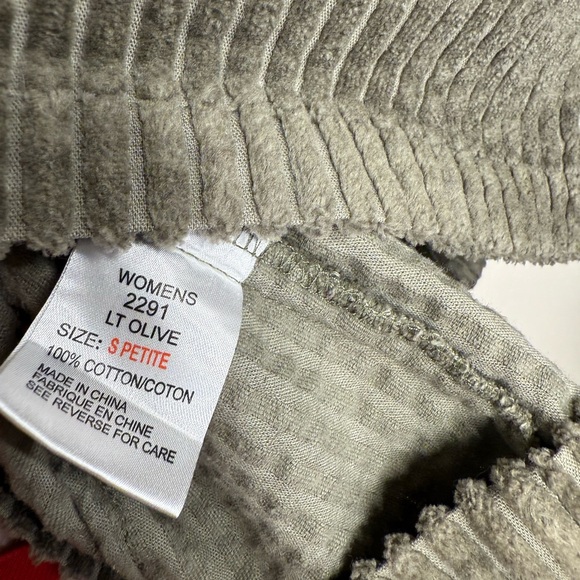 WOMENS
2291
LT OLIVE
SIZE: S PETITE
100% COTTON/COTON
MADE IN CHINA
FABRIQUE EN CHINE
SEE REVERSE FOR CARE